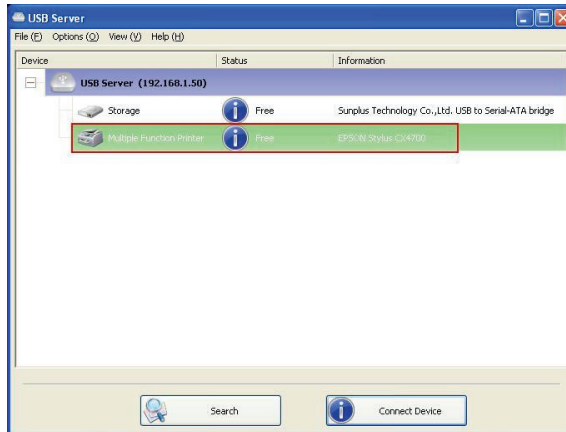 USB Server
File (F) Options (O) View (V) Help (H)
Device Status Information
USB Server (192.168.1.50)
Storage Free Sunplus Technology Co.,Ltd. USB to Serial-ATA bridge
Multiple Function Printer Free EPSON Stylus CX4700
Search Connect Device